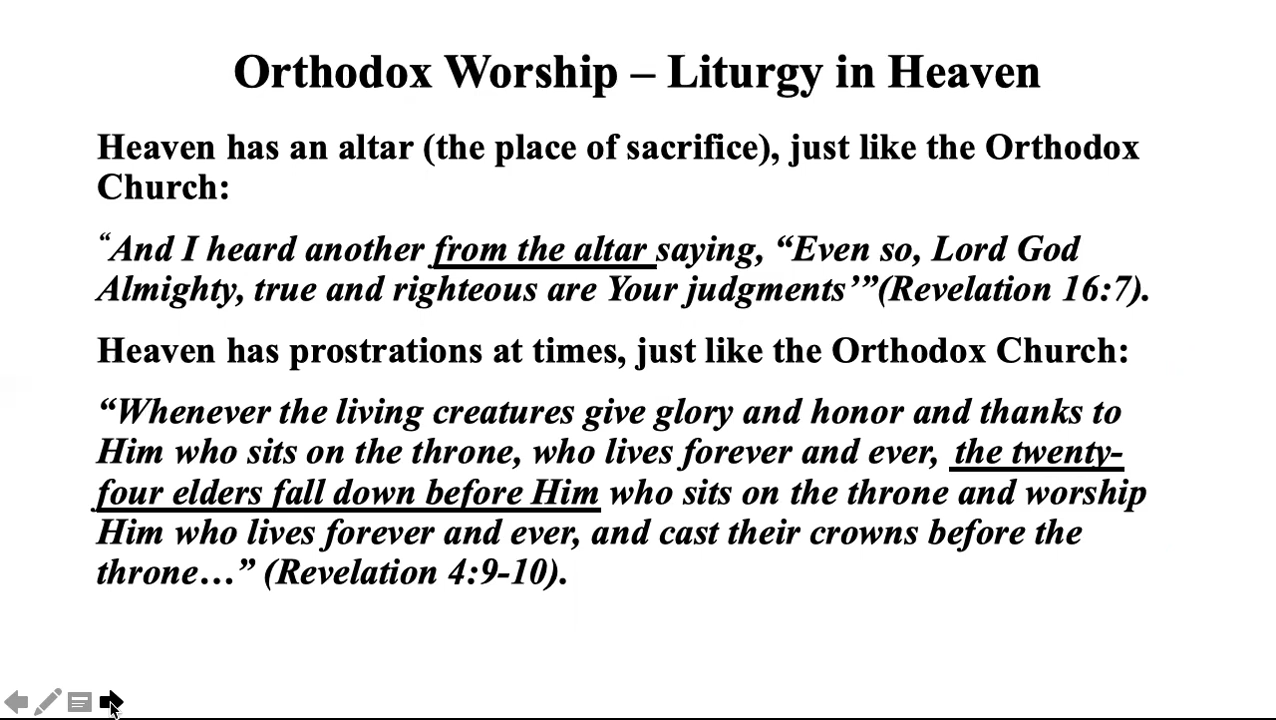 Orthodox Worship – Liturgy in Heaven
Heaven has an altar (the place of sacrifice), just like the Orthodox
Church:
“And I heard another from the altar saying, “Even so, Lord God
Almighty, true and righteous are Your judgments’”(Revelation 16:7).
Heaven has prostrations at times, just like the Orthodox Church:
“Whenever the living creatures give glory and honor and thanks to
Him who sits on the throne, who lives forever and ever, the twenty-
four elders fall down before Him who sits on the throne and worship
Him who lives forever and ever, and cast their crowns before the
throne…” (Revelation 4:9-10).